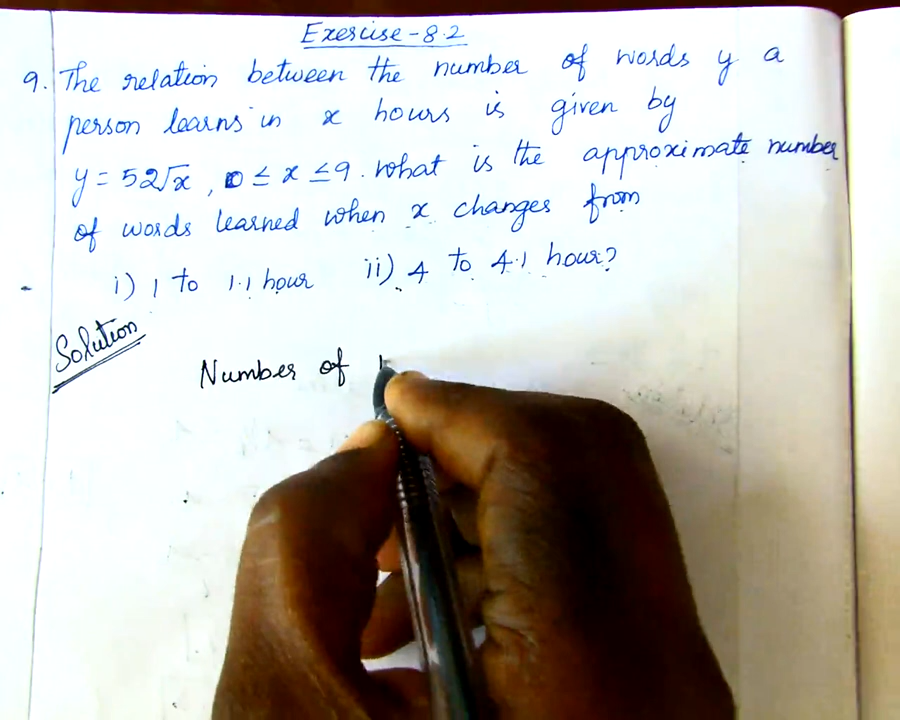 Exercise-8.2
9. The relation between the number of words y a
person learns in x hours is given by
y = 52√x, 0 ≤ x ≤ 9. What is the approximate number
of words learned when x changes from
i) 1 to 1.1 hour ii) 4 to 4.1 hour?
Solution
Number of